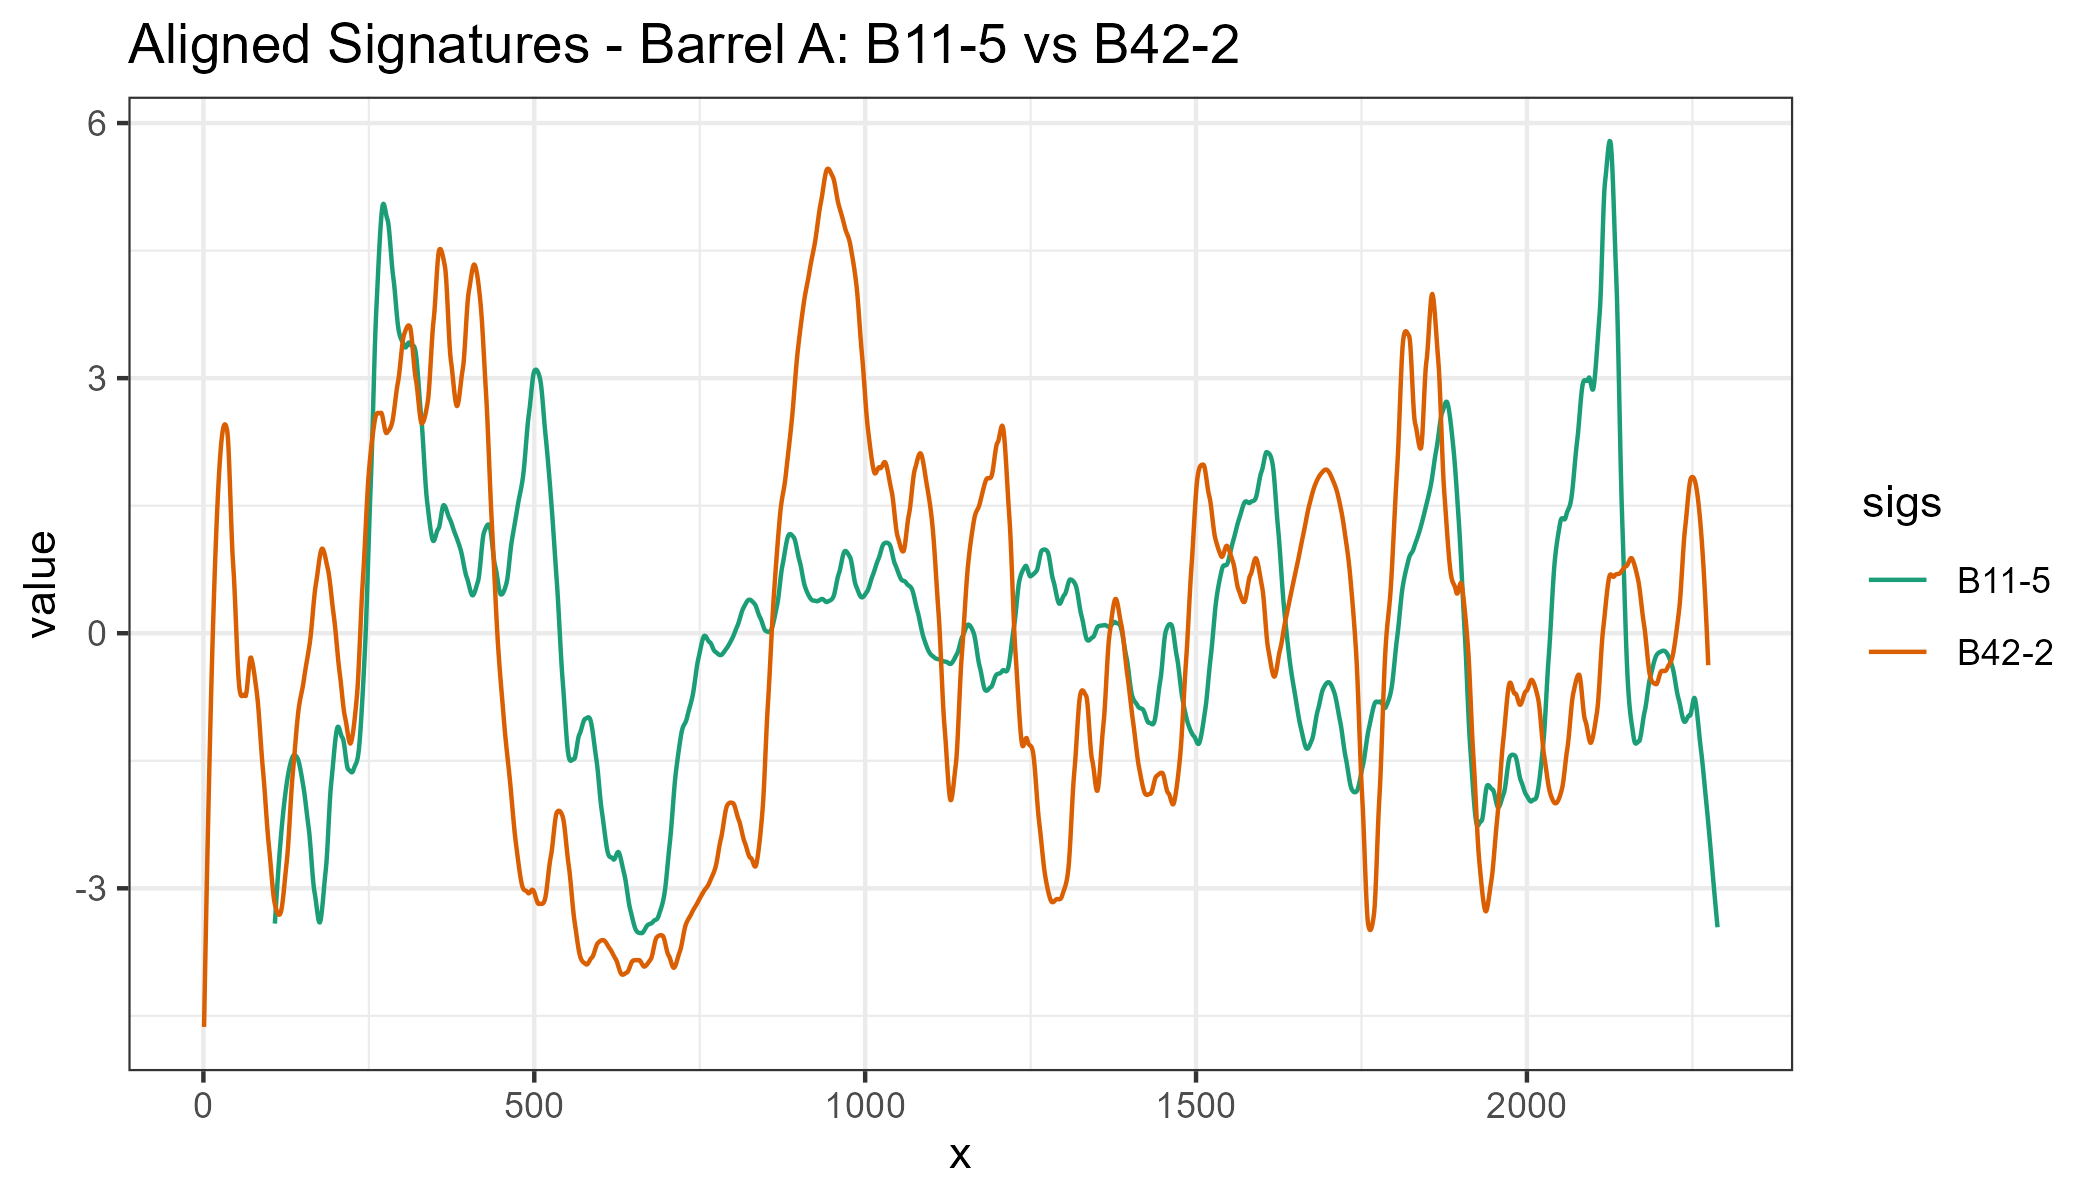 Aligned Signatures - Barrel A: B11-5 vs B42-2
value
6
3
0
-3
0
500
1000
1500
2000
x
sigs
B11-5
B42-2